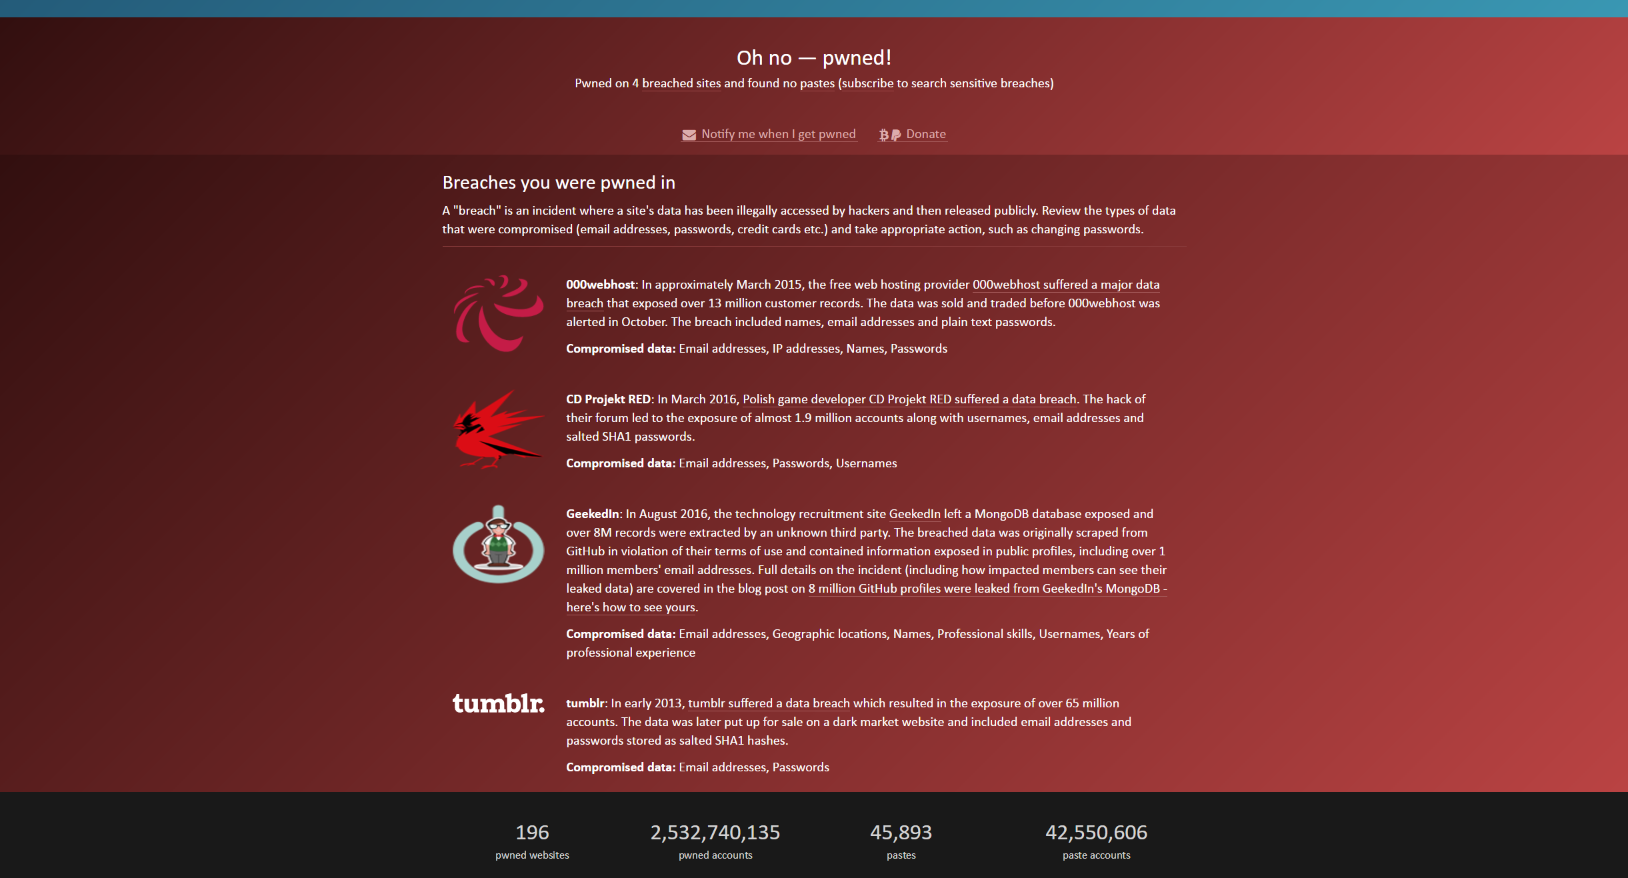 Oh no — pwned!
Pwned on 4 breached sites and found no pastes (subscribe to search sensitive breaches)
Notify me when I get pwned Donate
Breaches you were pwned in
A "breach" is an incident where a site's data has been illegally accessed by hackers and then released publicly. Review the types of data
that were compromised (email addresses, passwords, credit cards etc.) and take appropriate action, such as changing passwords.
000webhost: In approximately March 2015, the free web hosting provider 000webhost suffered a major data
breach that exposed over 13 million customer records. The data was sold and traded before 000webhost was
alerted in October. The breach included names, email addresses and plain text passwords.
Compromised data: Email addresses, IP addresses, Names, Passwords
CD Projekt RED: In March 2016, Polish game developer CD Projekt RED suffered a data breach. The hack of
their forum led to the exposure of almost 1.9 million accounts along with usernames, email addresses and
salted SHA1 passwords.
Compromised data: Email addresses, Passwords, Usernames
GeekedIn: In August 2016, the technology recruitment site GeekedIn left a MongoDB database exposed and
over 8M records were extracted by an unknown third party. The breached data was originally scraped from
GitHub in violation of their terms of use and contained information exposed in public profiles, including over 1
million members' email addresses. Full details on the incident (including how impacted members can see their
leaked data) are covered in the blog post on 8 million GitHub profiles were leaked from GeekedIn's MongoDB -
here's how to see yours.
Compromised data: Email addresses, Geographic locations, Names, Professional skills, Usernames, Years of
professional experience
tumblr.
tumblr: In early 2013, tumblr suffered a data breach which resulted in the exposure of over 65 million
accounts. The data was later put up for sale on a dark market website and included email addresses and
passwords stored as salted SHA1 hashes.
Compromised data: Email addresses, Passwords
196 2,532,740,135 45,893 42,550,606
pwned websites pwned accounts pastes paste accounts